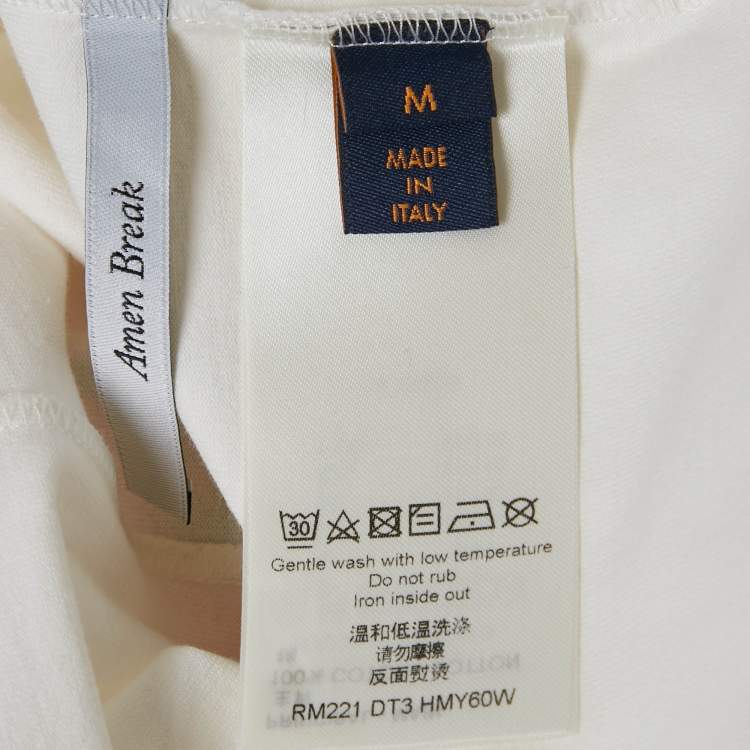 Amen Break
M
MADE
IN
ITALY
30
Gentle wash with low temperature
Do not rub
Iron inside out
温和低温洗涤
请勿摩擦
反面熨烫
RM221 DT3 HMY60W